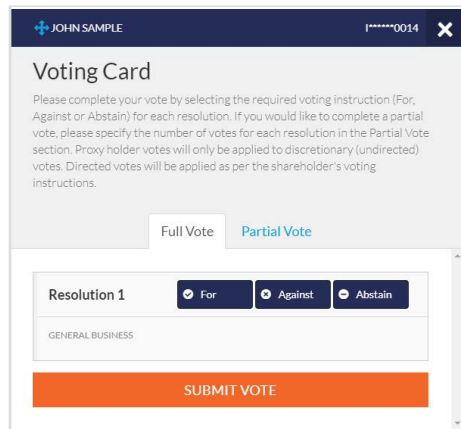 JOHN SAMPLE
I******0014
Voting Card
Please complete your vote by selecting the required voting instruction (For,
Against or Abstain) for each resolution. If you would like to complete a partial
vote, please specify the number of votes for each resolution in the Partial Vote
section. Proxy holder votes will only be applied to discretionary (undirected)
votes. Directed votes will be applied as per the shareholder's voting
instructions.
Full Vote
Partial Vote
Resolution 1
For
Against
Abstain
GENERAL BUSINESS
SUBMIT VOTE